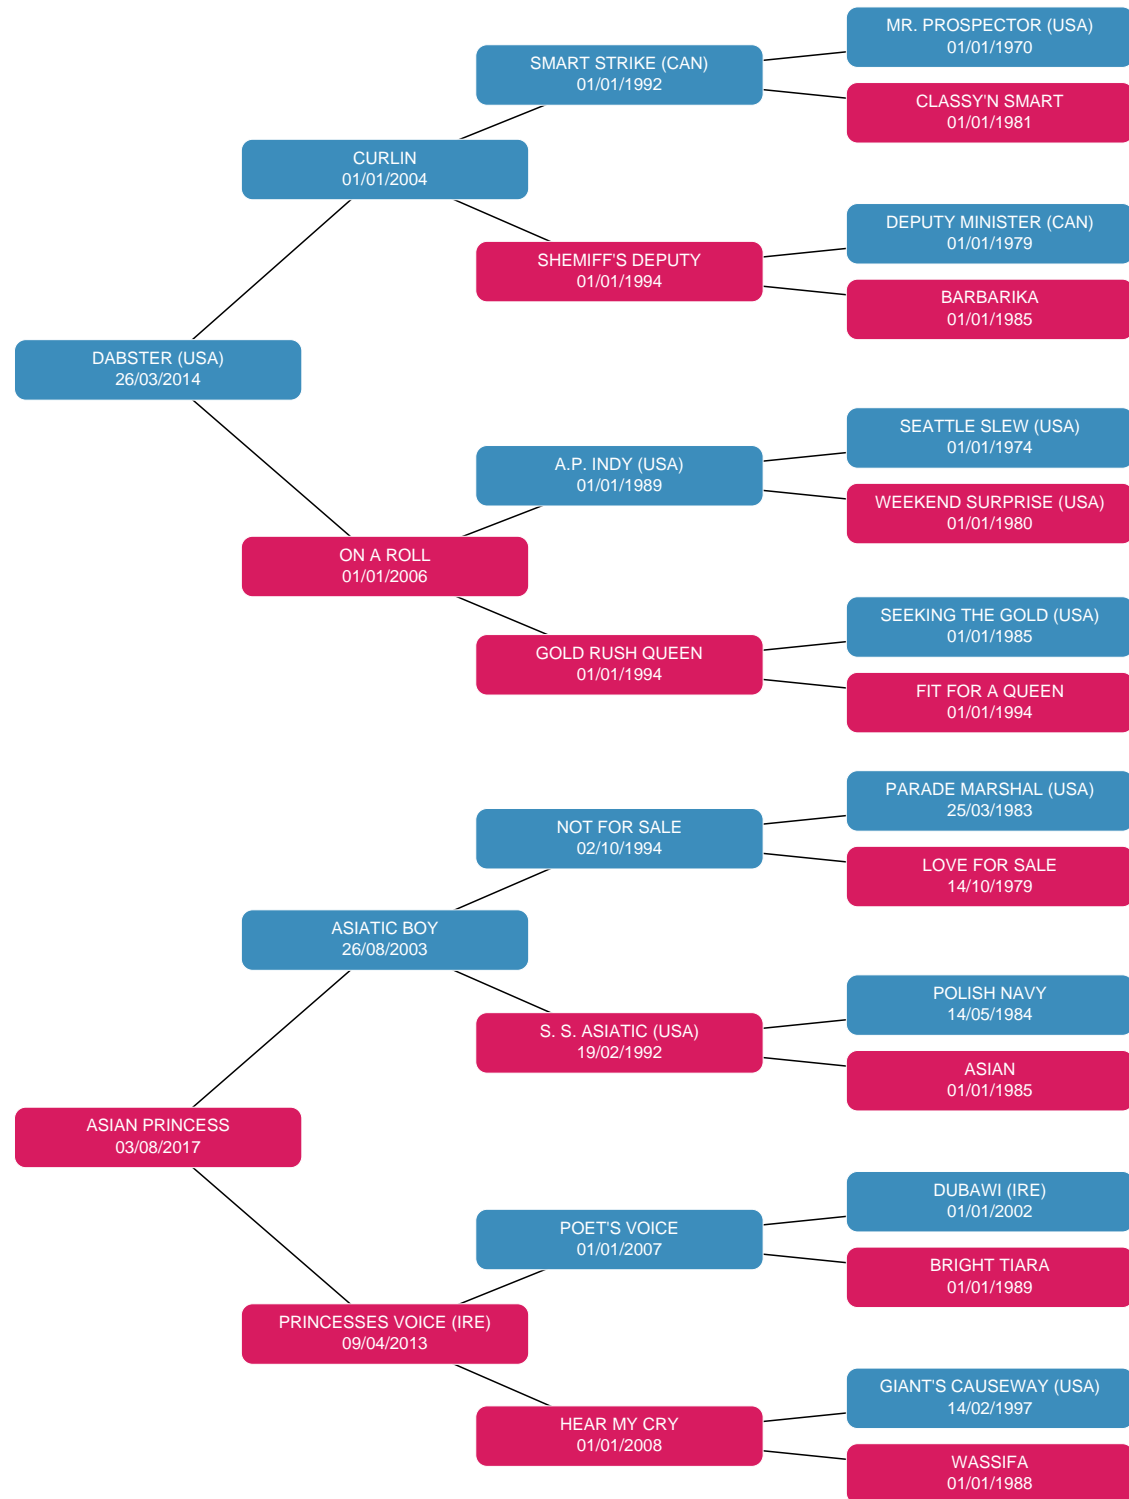 MR. PROSPECTOR (USA)
01/01/1970
SMART STRIKE (CAN)
01/01/1992
CLASSY'N SMART
01/01/1981
CURLIN
01/01/2004
DEPUTY MINISTER (CAN)
01/01/1979
SHEMIFF'S DEPUTY
01/01/1994
BARBARIKA
01/01/1985
DABSTER (USA)
26/03/2014
SEATTLE SLEW (USA)
01/01/1974
A.P. INDY (USA)
01/01/1989
WEEKEND SURPRISE (USA)
01/01/1980
ON A ROLL
01/01/2006
SEEKING THE GOLD (USA)
01/01/1985
GOLD RUSH QUEEN
01/01/1994
FIT FOR A QUEEN
01/01/1994
PARADE MARSHAL (USA)
25/03/1983
NOT FOR SALE
02/10/1994
LOVE FOR SALE
14/10/1979
ASIATIC BOY
26/08/2003
POLISH NAVY
14/05/1984
S. S. ASIATIC (USA)
19/02/1992
ASIAN
01/01/1985
ASIAN PRINCESS
03/08/2017
DUBAWI (IRE)
01/01/2002
POET'S VOICE
01/01/2007
BRIGHT TIARA
01/01/1989
PRINCESSES VOICE (IRE)
09/04/2013
GIANT'S CAUSEWAY (USA)
14/02/1997
HEAR MY CRY
01/01/2008
WASSIFA
01/01/1988